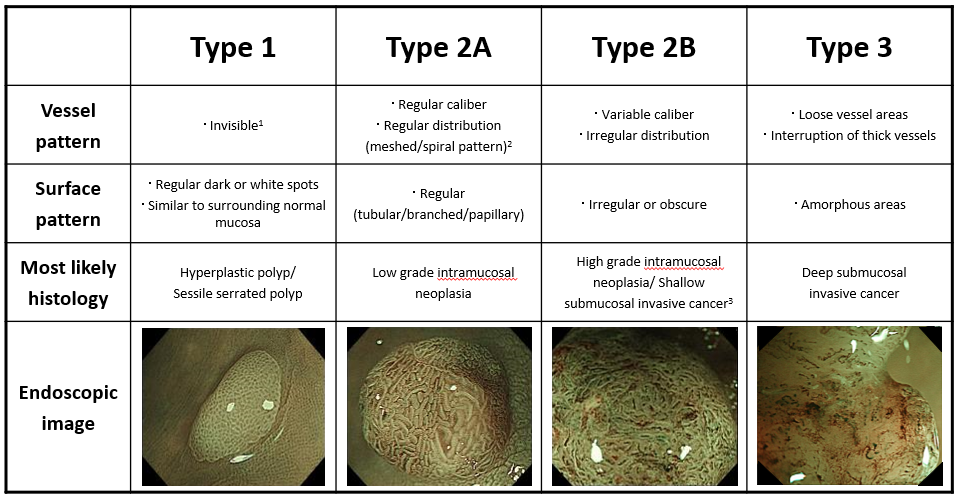 Type 1
Type 2A
Type 2B
Type 3
Vessel
pattern
・Invisible¹
・Regular caliber
・Regular distribution
(meshed/spiral pattern)²
・Variable caliber
・Irregular distribution
・Loose vessel areas
・Interruption of thick vessels
Surface
pattern
・Regular dark or white spots
・Similar to surrounding normal
mucosa
・Regular
(tubular/branched/papillary)
・Irregular or obscure
・Amorphous areas
Most likely
histology
Hyperplastic polyp/
Sessile serrated polyp
Low grade intramucosal
neoplasia
High grade intramucosal
neoplasia/ Shallow
submucosal invasive cancer³
Deep submucosal
invasive cancer
Endoscopic
image